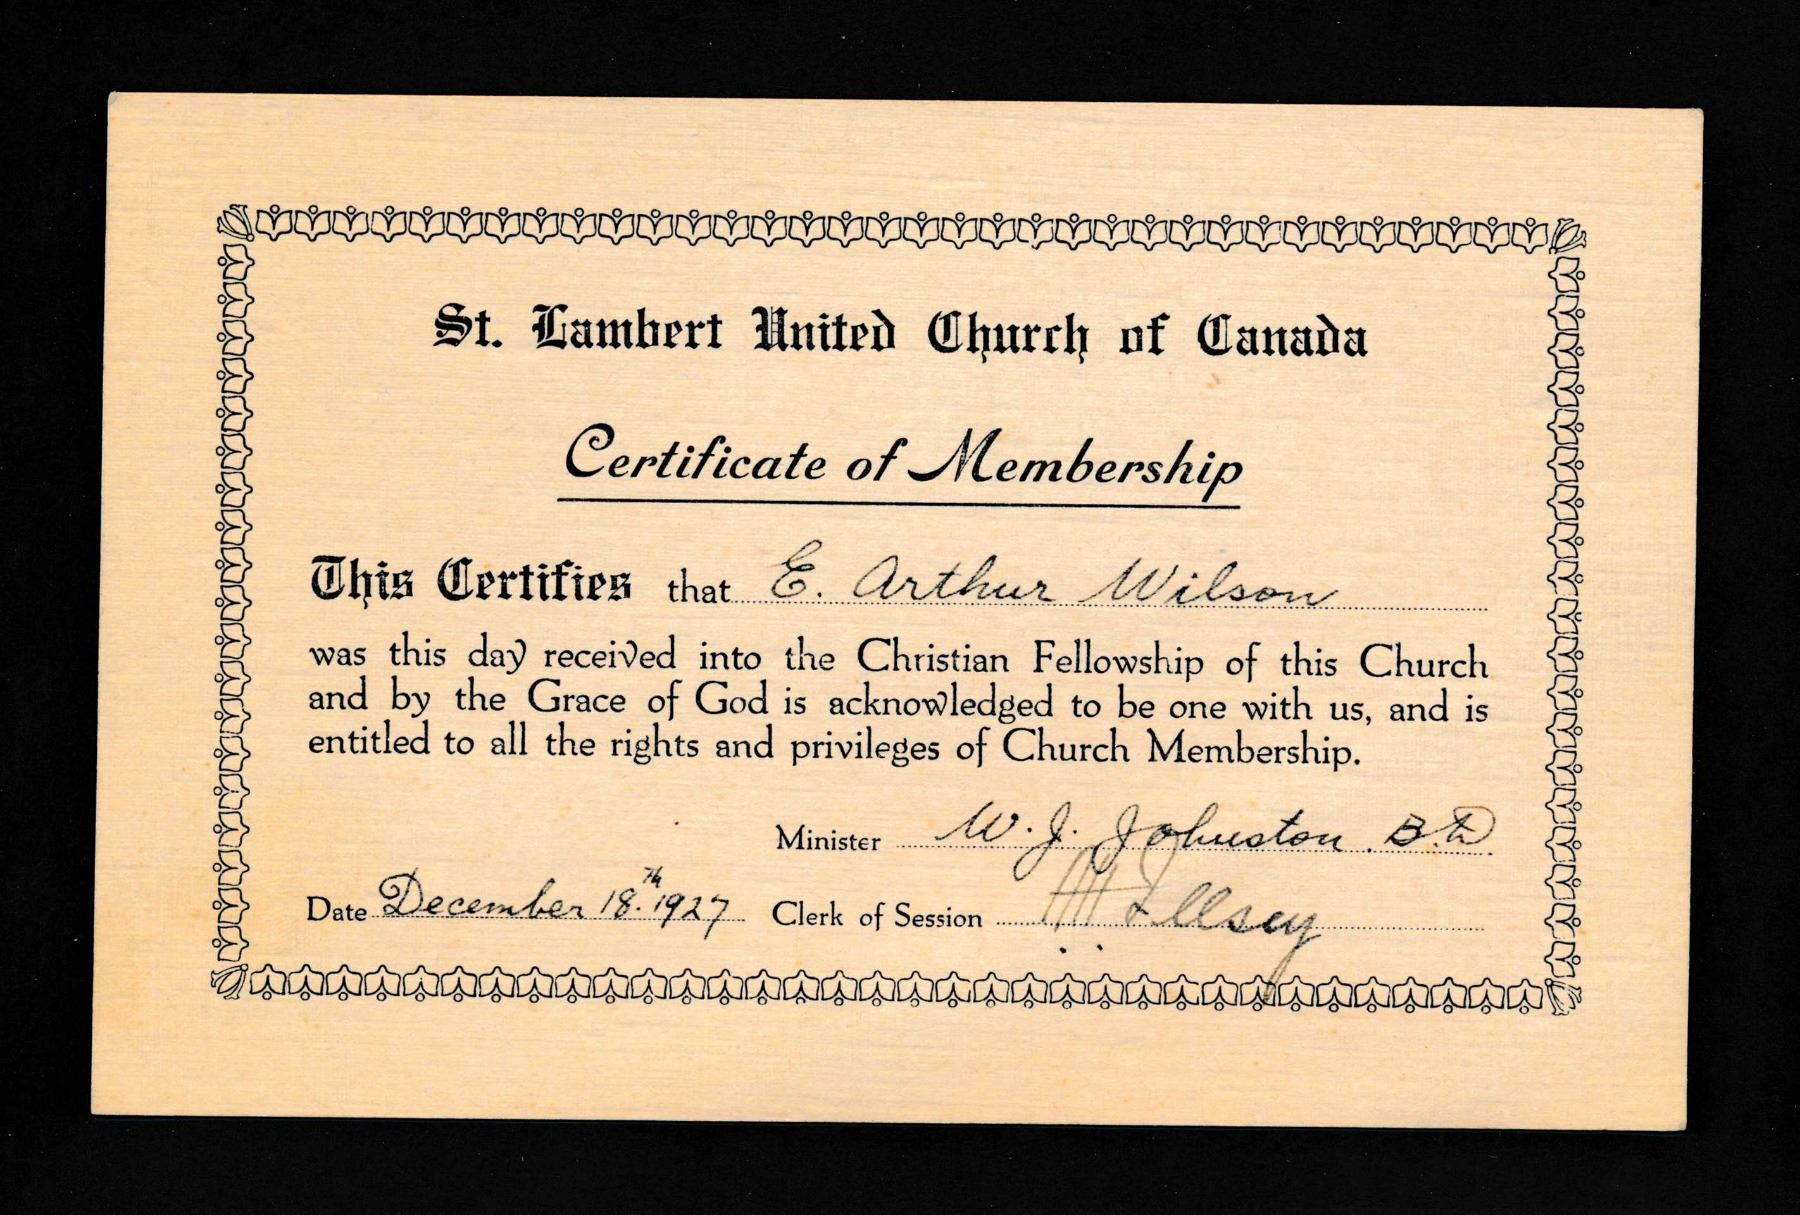 St. Lambert United Church of Canada
Certificate of Membership
This Certifies that E. Arthur Wilson
was this day received into the Christian Fellowship of this Church
and by the Grace of God is acknowledged to be one with us, and is
entitled to all the rights and privileges of Church Membership.
Minister W. J. Johnston. B.D.
Date December 18.th 1927 Clerk of Session